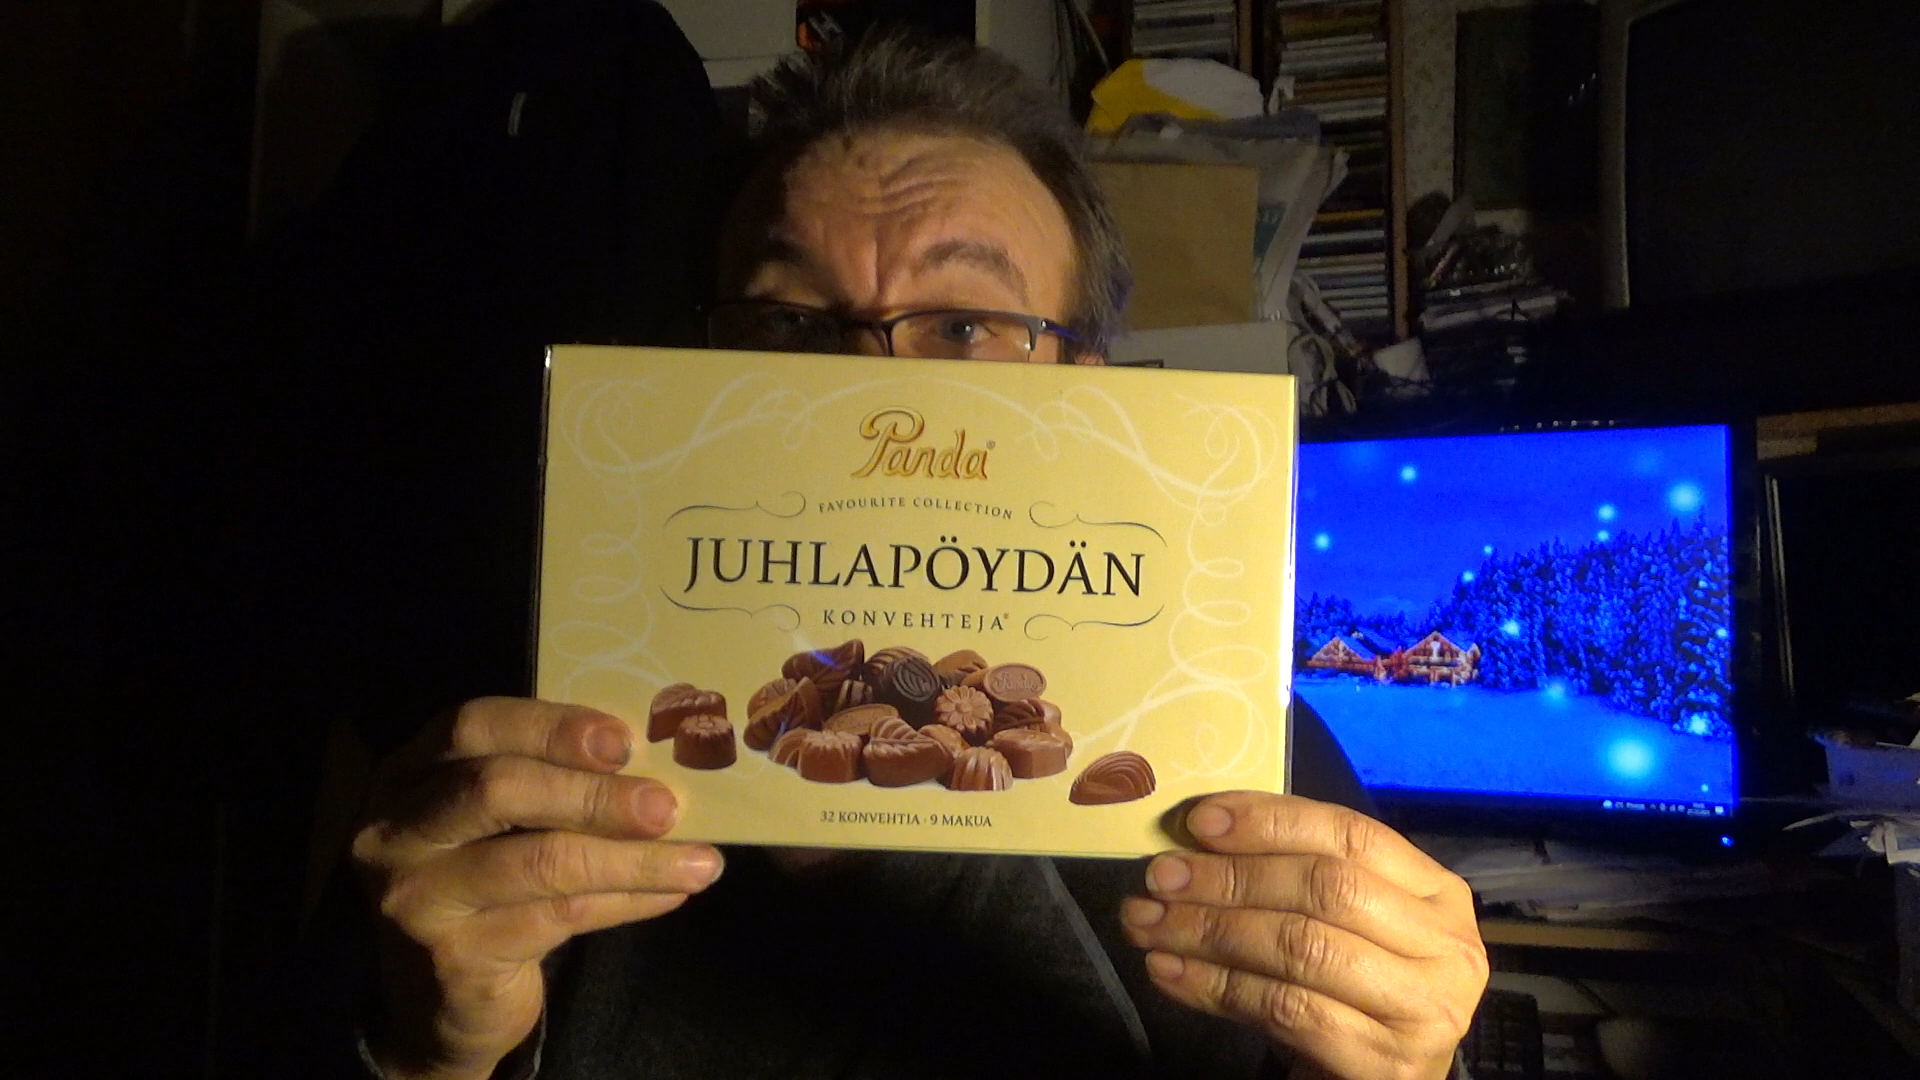 Panda®
FAVOURITE COLLECTION
JUHLAPÖYDÄN
KONVEHTEJA®
32 KONVEHTIA · 9 MAKUA